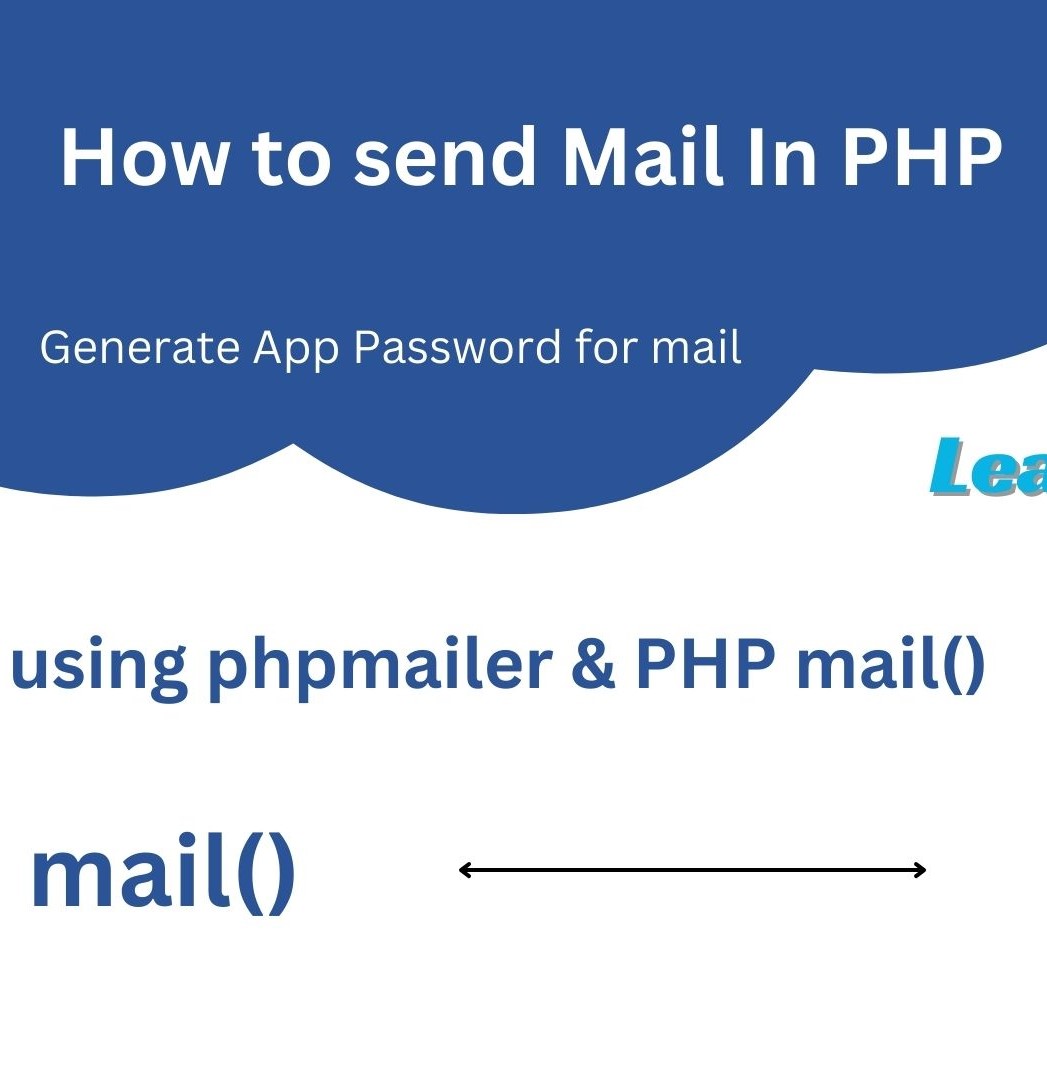 How to send Mail In PHP
Generate App Password for mail
using phpmailer & PHP mail()
mail()